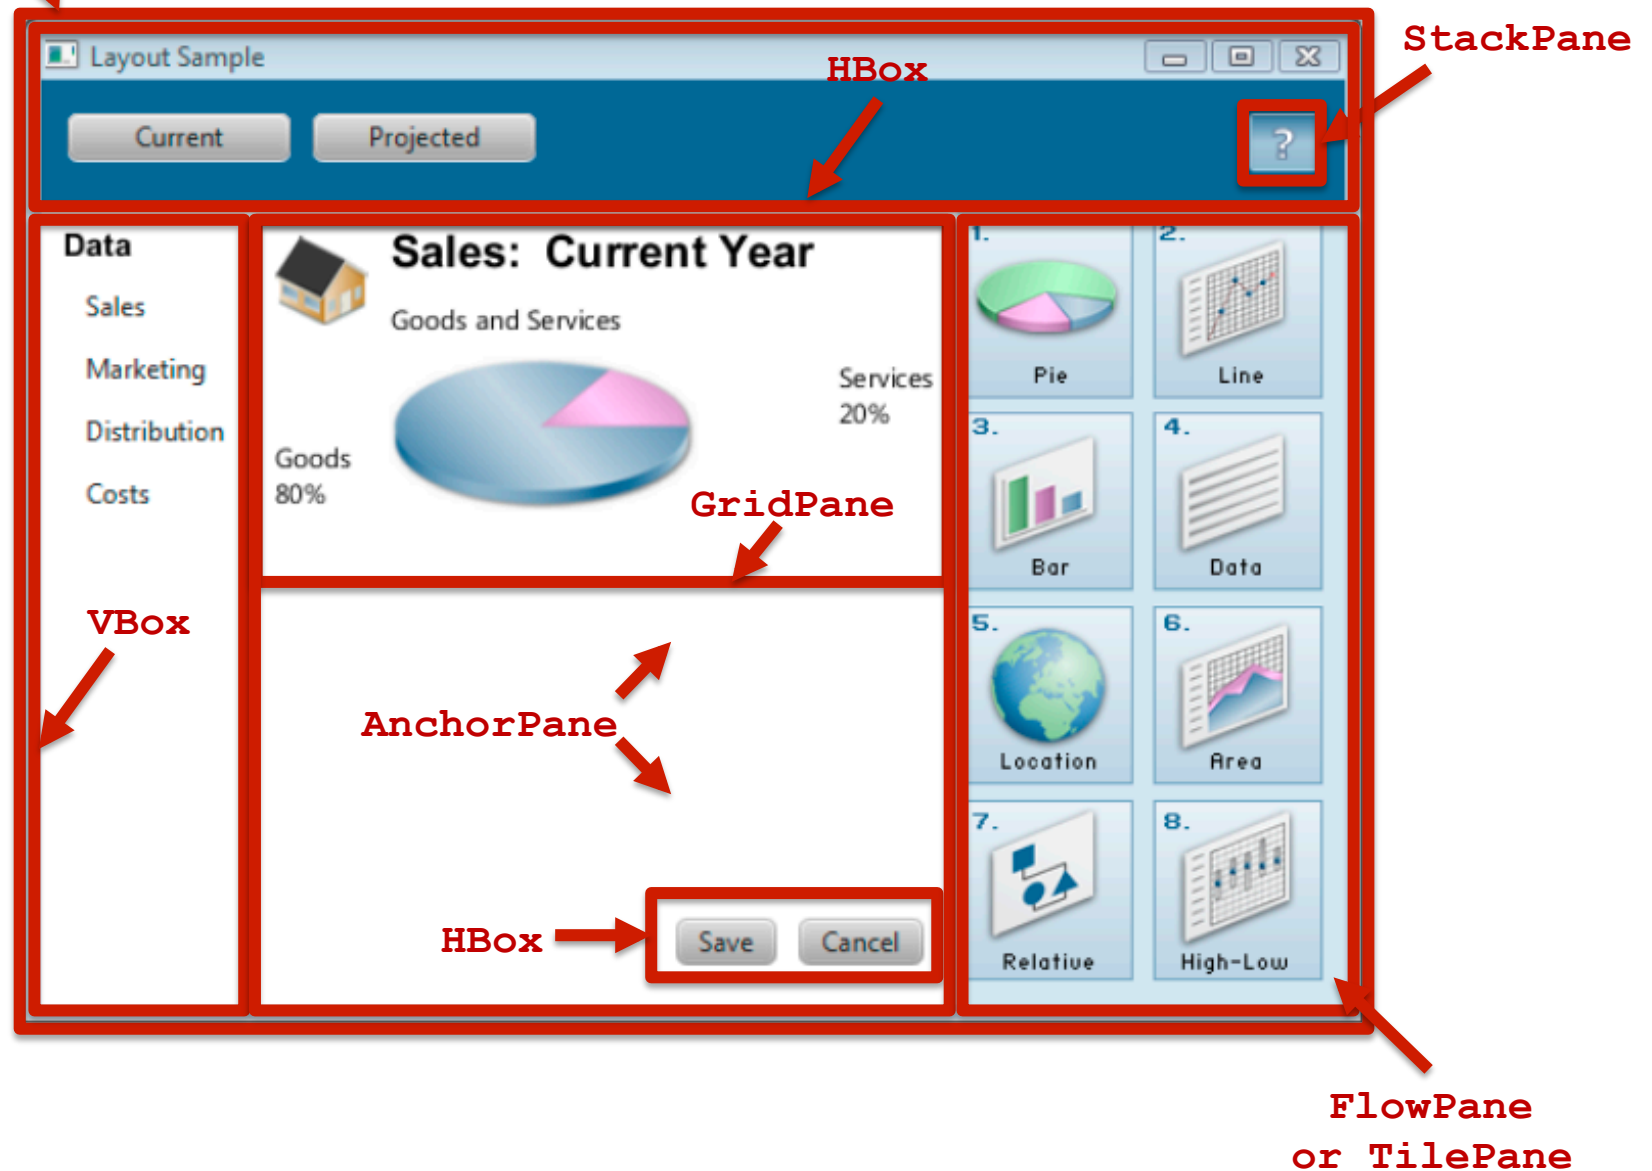 StackPane
Layout Sample
HBox
Current
Projected
?
Data
Sales
Marketing
Distribution
Costs
VBox
Sales: Current Year
Goods and Services
Services
20%
Goods
80%
GridPane
AnchorPane
HBox
Save
Cancel
1.
Pie
2.
Line
3.
Bar
4.
Data
5.
Location
6.
Area
7.
Relative
8.
High-Low
FlowPane
or TilePane